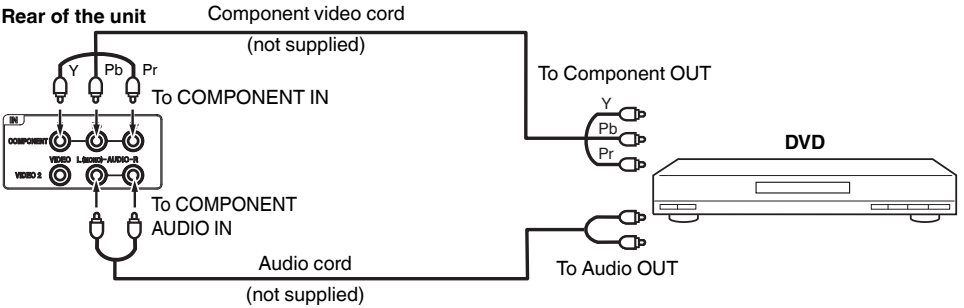 Rear of the unit
Component video cord
(not supplied)
Y Pb Pr
To COMPONENT IN
To Component OUT
Y
Pb
Pr
DVD
IN
COMPONENT
VIDEO L(MONO)-AUDIO-R
VIDEO 2
To COMPONENT
AUDIO IN
Audio cord
(not supplied)
To Audio OUT